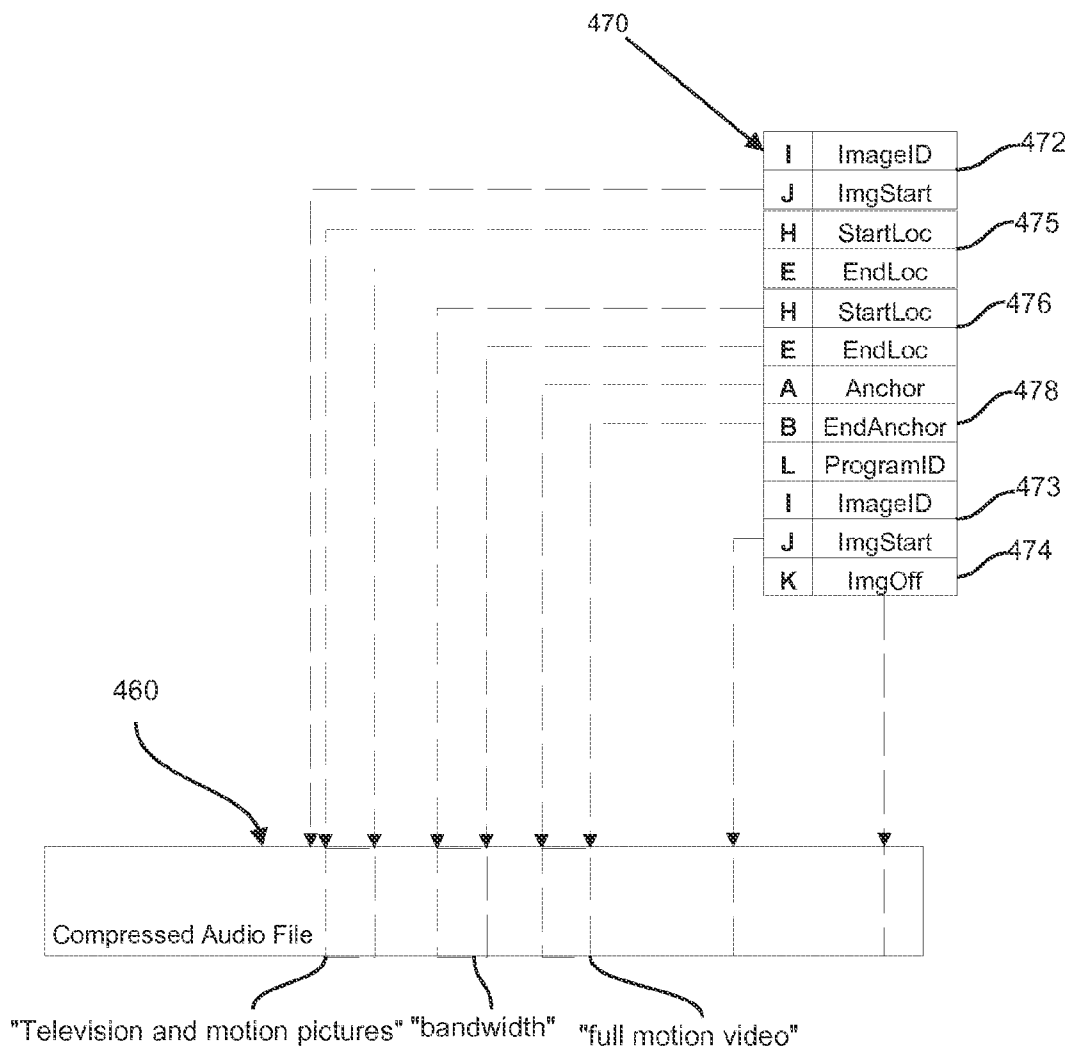 470
I ImageID
472
J ImgStart
H StartLoc
475
E EndLoc
H StartLoc
476
E EndLoc
A Anchor
478
B EndAnchor
L ProgramID
I ImageID
473
J ImgStart
474
K ImgOff
460
Compressed Audio File
"Television and motion pictures" "bandwidth" "full motion video"